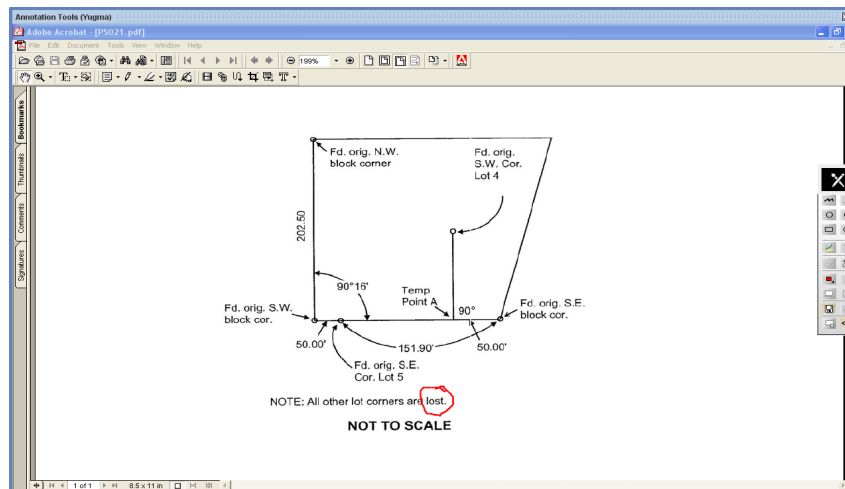 Annotation Tools (Yugma)
Adobe Acrobat - [P5021.pdf]
File Edit Document Tools View Window Help
199%
Bookmarks
Thumbnails
Comments
Signatures
Fd. orig. N.W.
block corner
Fd. orig.
S.W. Cor.
Lot 4
202.50
90°16'
Temp
Point A
90°
Fd. orig. S.W.
block cor.
Fd. orig. S.E.
block cor.
50.00'
151.90'
50.00'
Fd. orig. S.E.
Cor. Lot 5
NOTE: All other lot corners are lost.
NOT TO SCALE
1 of 1
8.5 x 11 in